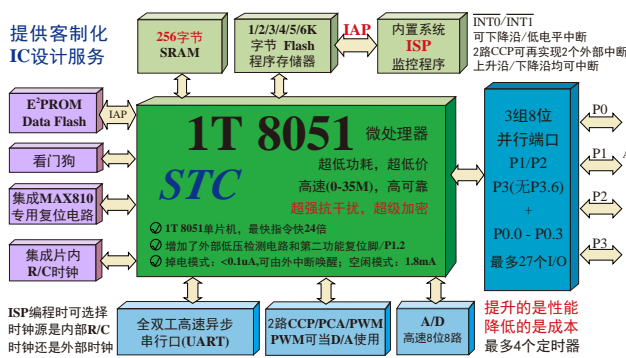 提供客制化
IC设计服务
256字节
SRAM
1/2/3/4/5/6K
字节 Flash
程序存储器
IAP
内置系统
ISP
监控程序
INT0/INT1
可下降沿/低电平中断
2路CCP可再实现2个外部中断
上升沿/下降沿均可中断
E²PROM
Data Flash
IAP
看门狗
集成MAX810
专用复位电路
集成片内
R/C时钟
1T 8051 微处理器
STC
超低功耗，超低价
高速(0-35M)，高可靠
超强抗干扰，超级加密
1T 8051单片机，最快指令快24倍
增加了外部低压检测电路和第二功能复位脚/P1.2
掉电模式：<0.1uA,可由外中断唤醒；空闲模式：1.8mA
3组8位
并行端口
P1/P2
P3(无P3.6)
+
P0.0 - P0.3
最多27个I/O
P0
P1
P2
P3
ISP编程时可选择
时钟源是内部R/C
时钟还是外部时钟
全双工高速异步
串行口(UART)
2路CCP/PCA/PWM
PWM可当D/A使用
A/D
高速8位8路
提升的是性能
降低的是成本
最多4个定时器